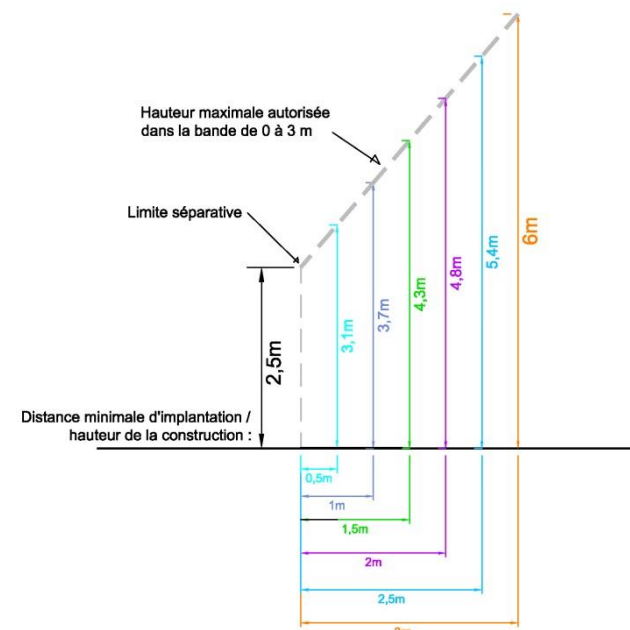 Hauteur maximale autorisée
dans la bande de 0 à 3 m
Limite séparative
2,5m
3,1m
3,7m
4,3m
4,8m
5,4m
6m
Distance minimale d'implantation /
hauteur de la construction :
0,5m
1m
1,5m
2m
2,5m